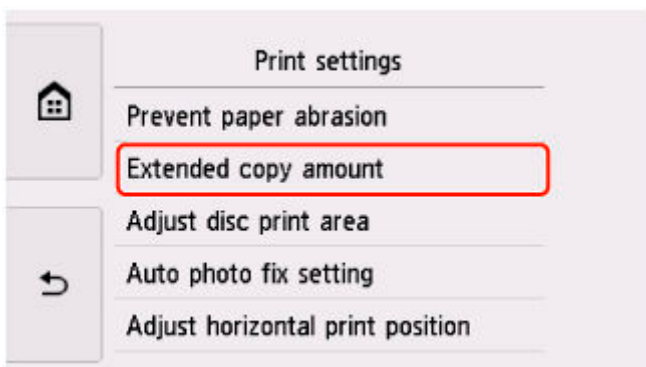 Print settings
Prevent paper abrasion
Extended copy amount
Adjust disc print area
Auto photo fix setting
Adjust horizontal print position